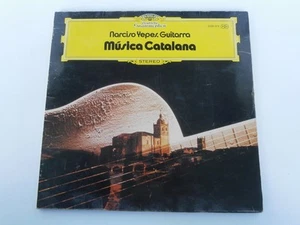 Narciso Yepes. Guitarra
Música Catalana
STEREO